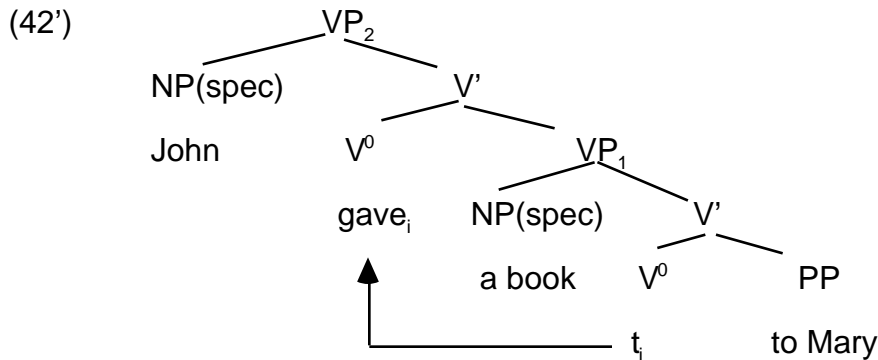 (42') VP₂
NP(spec) V'
John V⁰ VP₁
gaveᵢ NP(spec) V'
a book V⁰ PP
tᵢ to Mary